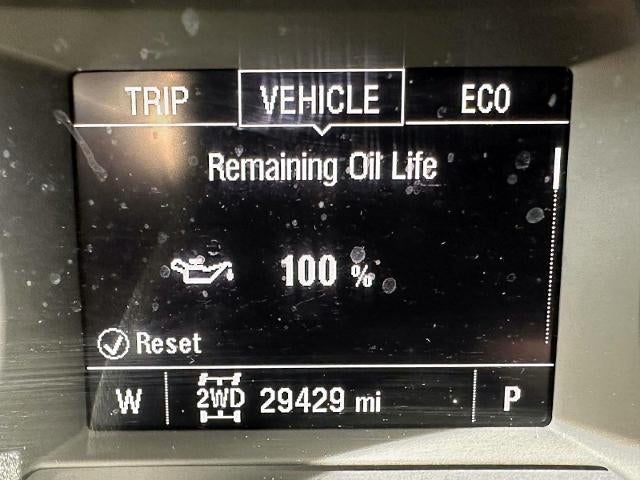 TRIP VEHICLE ECO
Remaining Oil Life
100 %
Reset
W 2WD 29429 mi P